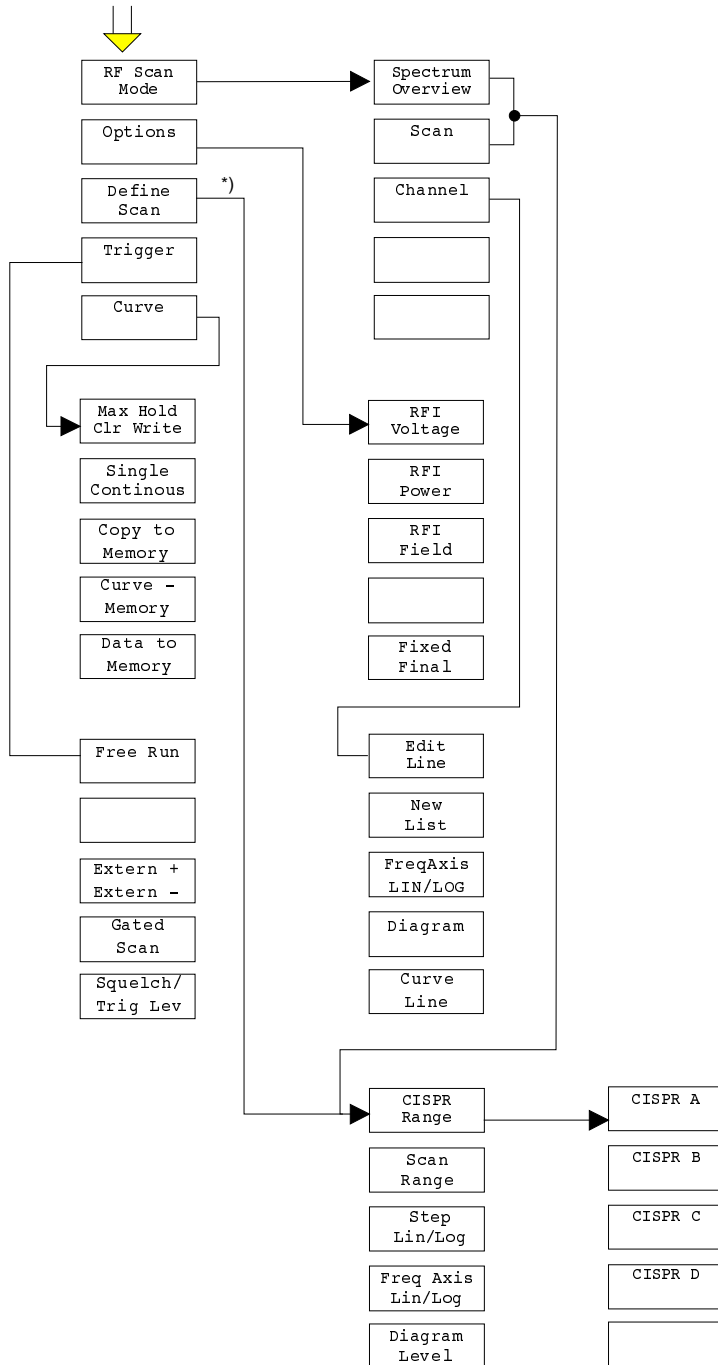 RF Scan
Mode
Options
Define
Scan
*)
Trigger
Curve
Spectrum
Overview
Scan
Channel
Max Hold
Clr Write
Single
Continous
Copy to
Memory
Curve -
Memory
Data to
Memory
RFI
Voltage
RFI
Power
RFI
Field
Fixed
Final
Free Run
Extern +
Extern -
Gated
Scan
Squelch/
Trig Lev
Edit
Line
New
List
FreqAxis
LIN/LOG
Diagram
Curve
Line
CISPR
Range
Scan
Range
Step
Lin/Log
Freq Axis
Lin/Log
Diagram
Level
CISPR A
CISPR B
CISPR C
CISPR D